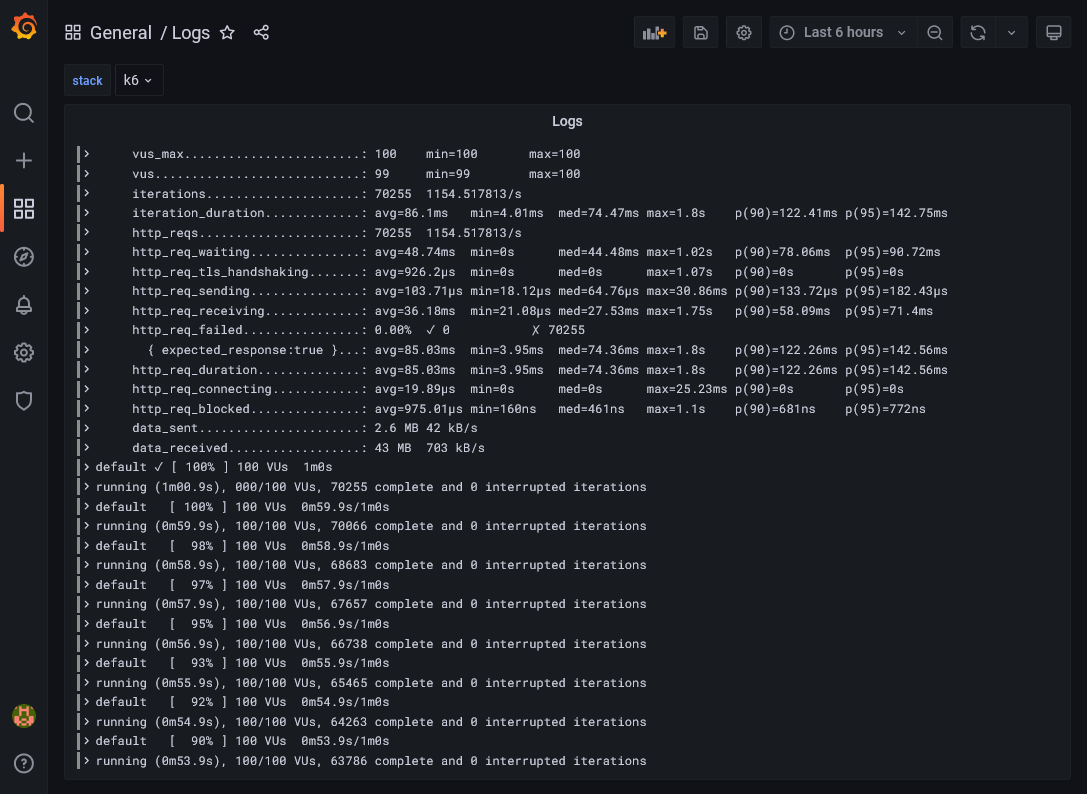 General / Logs
Last 6 hours
stack k6
Logs
vus_max........................: 100 min=100 max=100
vus............................: 99 min=99 max=100
iterations.....................: 70255 1154.517813/s
iteration_duration.............: avg=86.1ms min=4.01ms med=74.47ms max=1.8s p(90)=122.41ms p(95)=142.75ms
http_reqs......................: 70255 1154.517813/s
http_req_waiting...............: avg=48.74ms min=0s med=44.48ms max=1.02s p(90)=78.06ms p(95)=90.72ms
http_req_tls_handshaking.......: avg=926.2µs min=0s med=0s max=1.07s p(90)=0s p(95)=0s
http_req_sending...............: avg=103.71µs min=18.12µs med=64.76µs max=30.86ms p(90)=133.72µs p(95)=182.43µs
http_req_receiving.............: avg=36.18ms min=21.08µs med=27.53ms max=1.75s p(90)=58.09ms p(95)=71.4ms
http_req_failed................: 0.00% ✓ 0 ✗ 70255
{ expected_response:true }...: avg=85.03ms min=3.95ms med=74.36ms max=1.8s p(90)=122.26ms p(95)=142.56ms
http_req_duration..............: avg=85.03ms min=3.95ms med=74.36ms max=1.8s p(90)=122.26ms p(95)=142.56ms
http_req_connecting............: avg=19.89µs min=0s med=0s max=25.23ms p(90)=0s p(95)=0s
http_req_blocked...............: avg=975.01µs min=160ns med=461ns max=1.1s p(90)=681ns p(95)=772ns
data_sent......................: 2.6 MB 42 kB/s
data_received..................: 43 MB 703 kB/s
default ✓ [ 100% ] 100 VUs 1m0s
running (1m00.9s), 000/100 VUs, 70255 complete and 0 interrupted iterations
default [ 100% ] 100 VUs 0m59.9s/1m0s
running (0m59.9s), 100/100 VUs, 70066 complete and 0 interrupted iterations
default [ 98% ] 100 VUs 0m58.9s/1m0s
running (0m58.9s), 100/100 VUs, 68683 complete and 0 interrupted iterations
default [ 97% ] 100 VUs 0m57.9s/1m0s
running (0m57.9s), 100/100 VUs, 67657 complete and 0 interrupted iterations
default [ 95% ] 100 VUs 0m56.9s/1m0s
running (0m56.9s), 100/100 VUs, 66738 complete and 0 interrupted iterations
default [ 93% ] 100 VUs 0m55.9s/1m0s
running (0m55.9s), 100/100 VUs, 65465 complete and 0 interrupted iterations
default [ 92% ] 100 VUs 0m54.9s/1m0s
running (0m54.9s), 100/100 VUs, 64263 complete and 0 interrupted iterations
default [ 90% ] 100 VUs 0m53.9s/1m0s
running (0m53.9s), 100/100 VUs, 63786 complete and 0 interrupted iterations